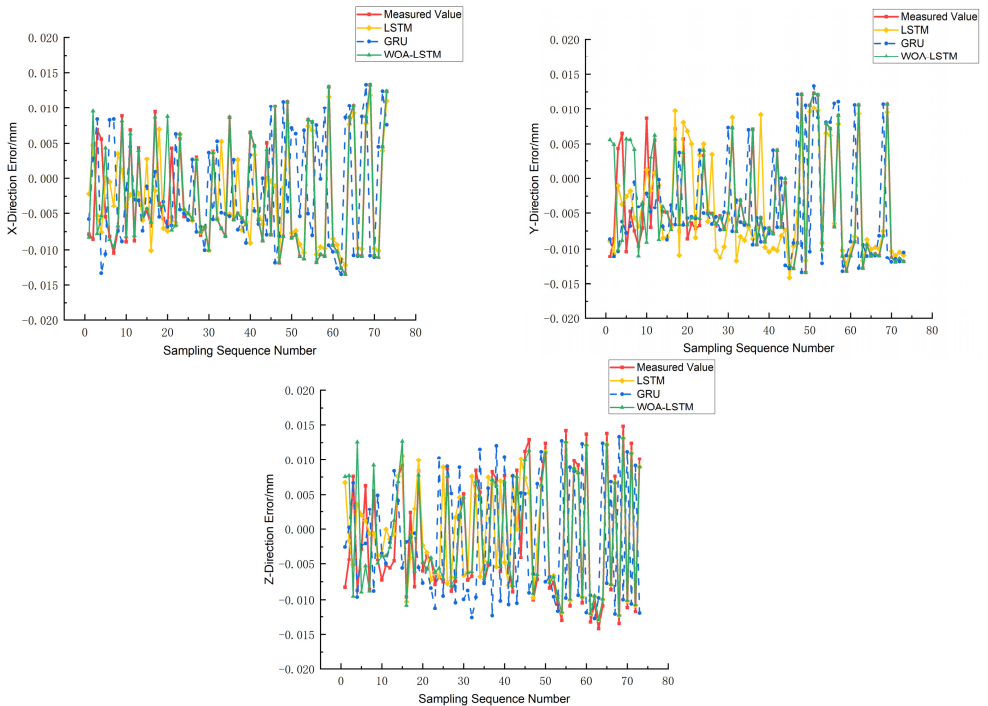 Measured Value
LSTM
GRU
WOA-LSTM
0.020
0.015
0.010
0.005
0.000
-0.005
-0.010
-0.015
-0.020
X-Direction Error/mm
0 10 20 30 40 50 60 70 80
Sampling Sequence Number
Measured Value
LSTM
GRU
WOA-LSTM
0.020
0.015
0.010
0.005
0.000
-0.005
-0.010
-0.015
-0.020
Y-Direction Error/mm
0 10 20 30 40 50 60 70 80
Sampling Sequence Number
Measured Value
LSTM
GRU
WOA-LSTM
0.020
0.015
0.010
0.005
0.000
-0.005
-0.010
-0.015
-0.020
Z-Direction Error/mm
0 10 20 30 40 50 60 70 80
Sampling Sequence Number